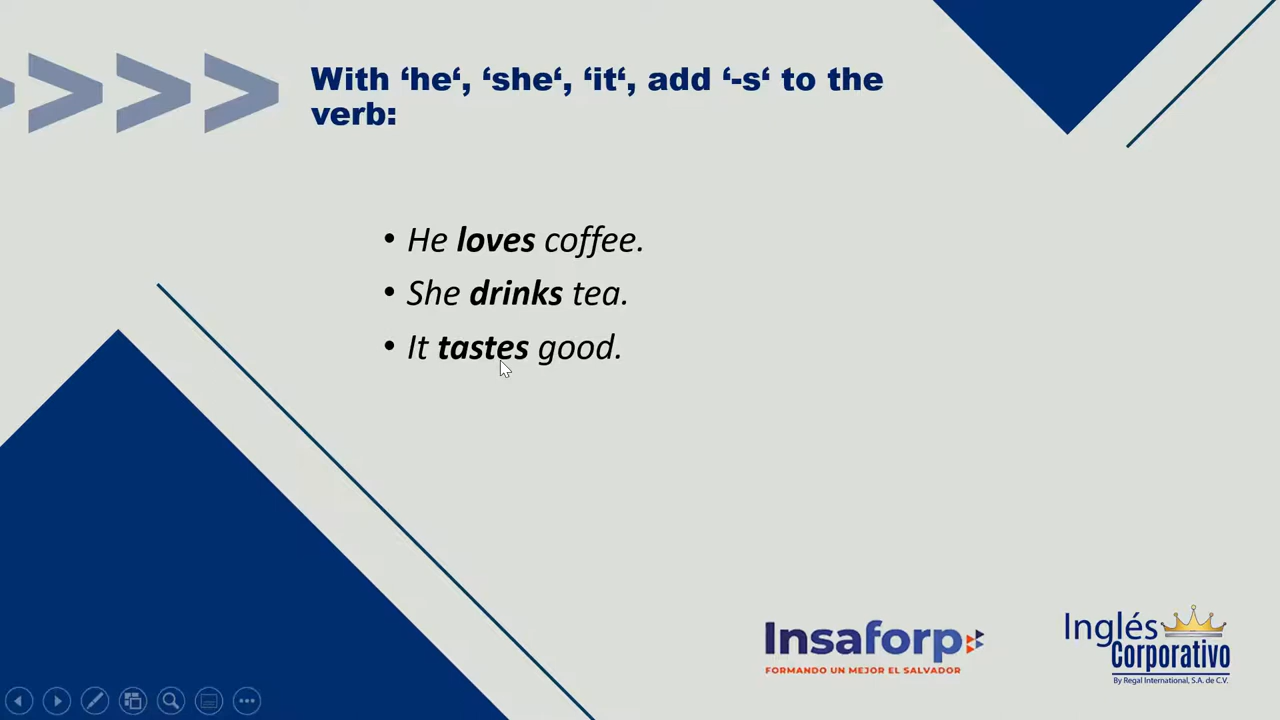 With ‘he‘, ‘she‘, ‘it‘, add ‘-s‘ to the
verb:
• He loves coffee.
• She drinks tea.
• It tastes good.
Insaforp
FORMANDO UN MEJOR EL SALVADOR
Inglés
Corporativo
By Regal International, S.A. de C.V.